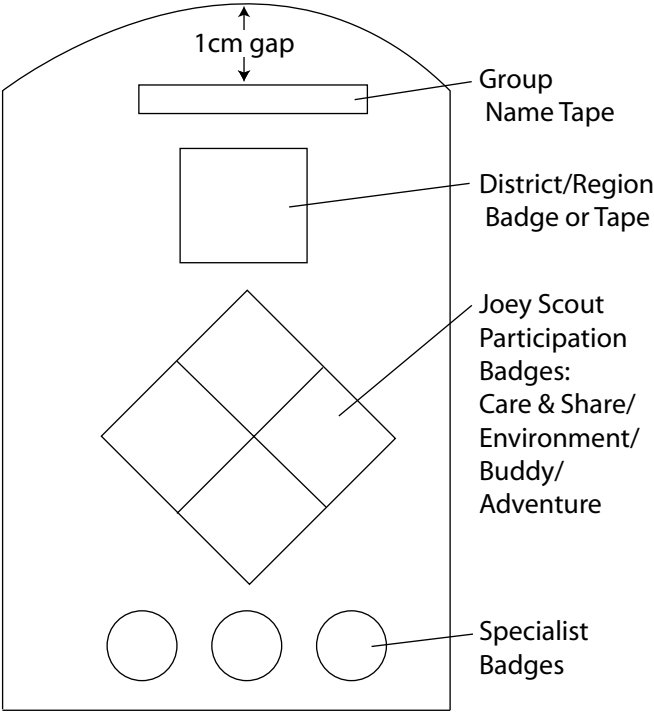 1cm gap
Group
Name Tape
District/Region
Badge or Tape
Joey Scout
Participation
Badges:
Care & Share/
Environment/
Buddy/
Adventure
Specialist
Badges